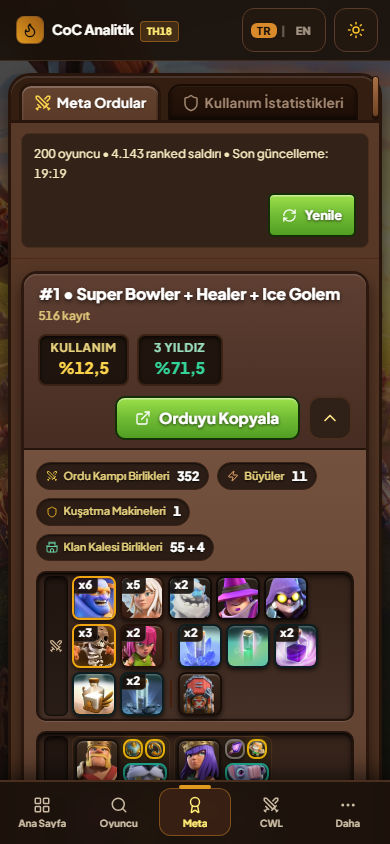 CoC Analitik TH18 TR | EN
Meta Ordular Kullanım İstatistikleri
200 oyuncu • 4.143 ranked saldırı • Son güncelleme:
19:19
Yenile
#1 • Super Bowler + Healer + Ice Golem
516 kayıt
KULLANIM 3 YILDIZ
%12,5 %71,5
Orduyu Kopyala
Ordu Kampı Birlikleri 352 Büyüler 11
Kuşatma Makineleri 1
Klan Kalesi Birlikleri 55 + 4
x6 x5 x2
x3 x2 x2
x2
Ana Sayfa Oyuncu Meta CWL Daha